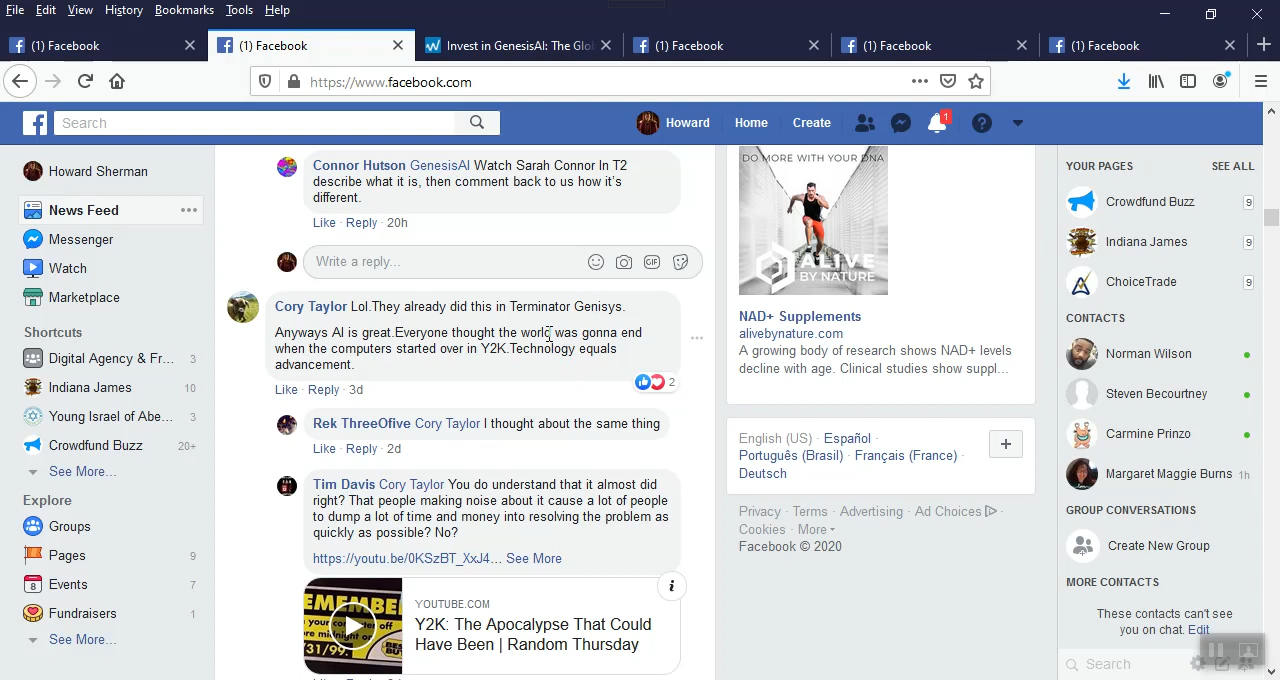 File Edit View History Bookmarks Tools Help
(1) Facebook
(1) Facebook
Invest in GenesisAI: The Glo
(1) Facebook
(1) Facebook
(1) Facebook
https://www.facebook.com
Search
Howard Home Create
1
Howard Sherman
News Feed
Messenger
Watch
Marketplace
Shortcuts
Digital Agency & Fr... 3
Indiana James 10
Young Israel of Abe... 3
Crowdfund Buzz 20+
See More...
Explore
Groups
Pages 9
Events 7
Fundraisers 1
See More...
Connor Hutson GenesisAI Watch Sarah Connor In T2
describe what it is, then comment back to us how it's
different.
Like · Reply · 20h
Write a reply...
GIF
Cory Taylor Lol.They already did this in Terminator Genisys.
Anyways AI is great.Everyone thought the world was gonna end
when the computers started over in Y2K.Technology equals
advancement.
2
Like · Reply · 3d
Rek ThreeOfive Cory Taylor I thought about the same thing
Like · Reply · 2d
Tim Davis Cory Taylor You do understand that it almost did
right? That people making noise about it cause a lot of people
to dump a lot of time and money into resolving the problem as
quickly as possible? No?
https://youtu.be/0KSzBT_XxJ4... See More
YOUTUBE.COM
Y2K: The Apocalypse That Could
Have Been | Random Thursday
DO MORE WITH YOUR DNA
ALIVE
BY NATURE
NAD+ Supplements
alivebynature.com
A growing body of research shows NAD+ levels
decline with age. Clinical studies show suppl...
English (US) · Español ·
Português (Brasil) · Français (France) ·
Deutsch
Privacy · Terms · Advertising · Ad Choices ·
Cookies · More
Facebook © 2020
YOUR PAGES SEE ALL
Crowdfund Buzz 9
Indiana James 9
ChoiceTrade 9
CONTACTS
Norman Wilson
Steven Becourtney
Carmine Prinzo
Margaret Maggie Burns 1h
GROUP CONVERSATIONS
Create New Group
MORE CONTACTS
These contacts can't see
you on chat. Edit
Search